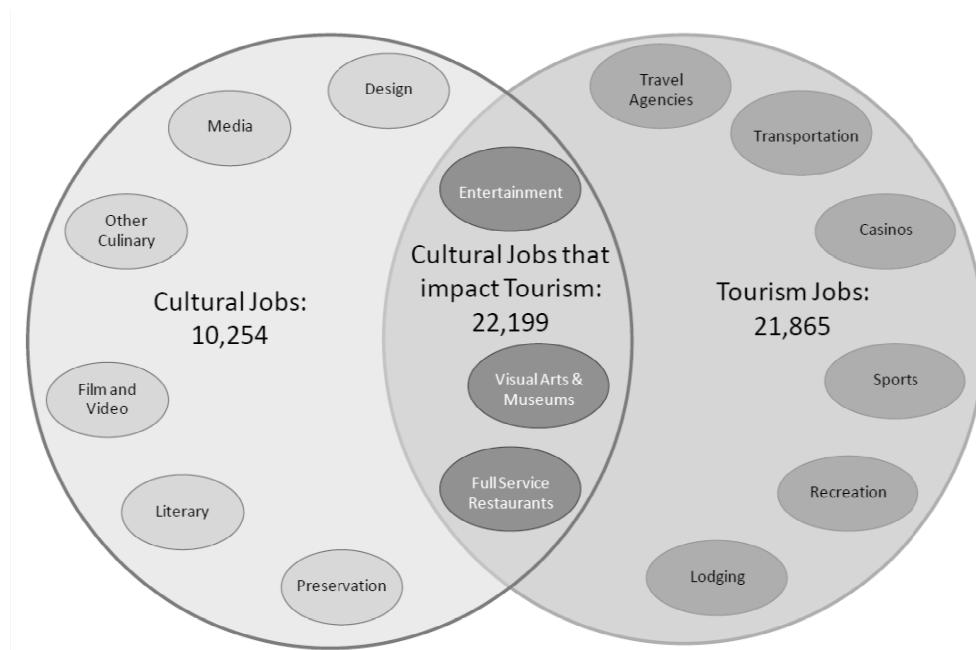 Design
Media
Other
Culinary
Cultural Jobs:
10,254
Film and
Video
Literary
Preservation
Entertainment
Cultural Jobs that
impact Tourism:
22,199
Visual Arts &
Museums
Full Service
Restaurants
Travel
Agencies
Transportation
Casinos
Tourism Jobs:
21,865
Sports
Recreation
Lodging